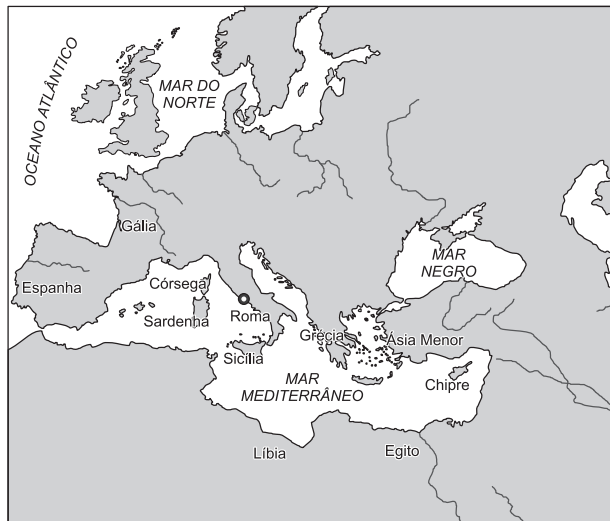 OCEANO ATLÂNTICO
MAR DO
NORTE
Gália
Espanha
Córsega
Sardenha
Roma
Sicília
Grécia
MAR
NEGRO
Ásia Menor
Chipre
MAR
MEDITERRÂNEO
Líbia
Egito